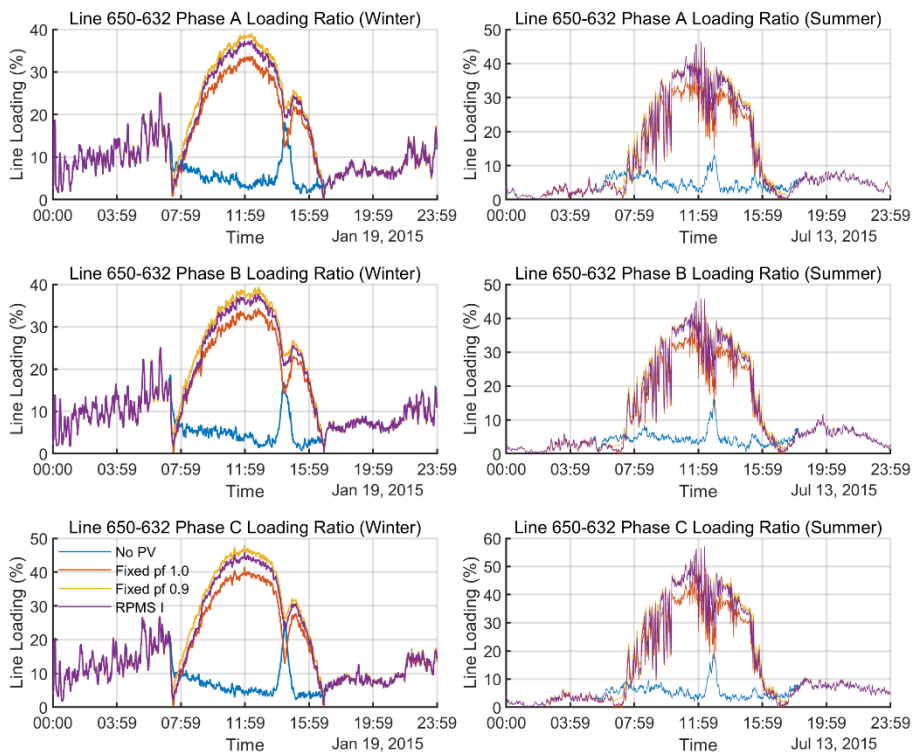 Line 650-632 Phase A Loading Ratio (Winter)
Line Loading (%)
40
30
20
10
0
00:00 03:59 07:59 11:59 15:59 19:59 23:59
Time
Jan 19, 2015
Line 650-632 Phase A Loading Ratio (Summer)
Line Loading (%)
50
40
30
20
10
0
00:00 03:59 07:59 11:59 15:59 19:59 23:59
Time
Jul 13, 2015
Line 650-632 Phase B Loading Ratio (Winter)
Line Loading (%)
40
30
20
10
0
00:00 03:59 07:59 11:59 15:59 19:59 23:59
Time
Jan 19, 2015
Line 650-632 Phase B Loading Ratio (Summer)
Line Loading (%)
50
40
30
20
10
0
00:00 03:59 07:59 11:59 15:59 19:59 23:59
Time
Jul 13, 2015
Line 650-632 Phase C Loading Ratio (Winter)
Line Loading (%)
50
40
30
20
10
0
No PV
Fixed pf 1.0
Fixed pf 0.9
RPMS I
00:00 03:59 07:59 11:59 15:59 19:59 23:59
Time
Jan 19, 2015
Line 650-632 Phase C Loading Ratio (Summer)
Line Loading (%)
60
50
40
30
20
10
0
00:00 03:59 07:59 11:59 15:59 19:59 23:59
Time
Jul 13, 2015